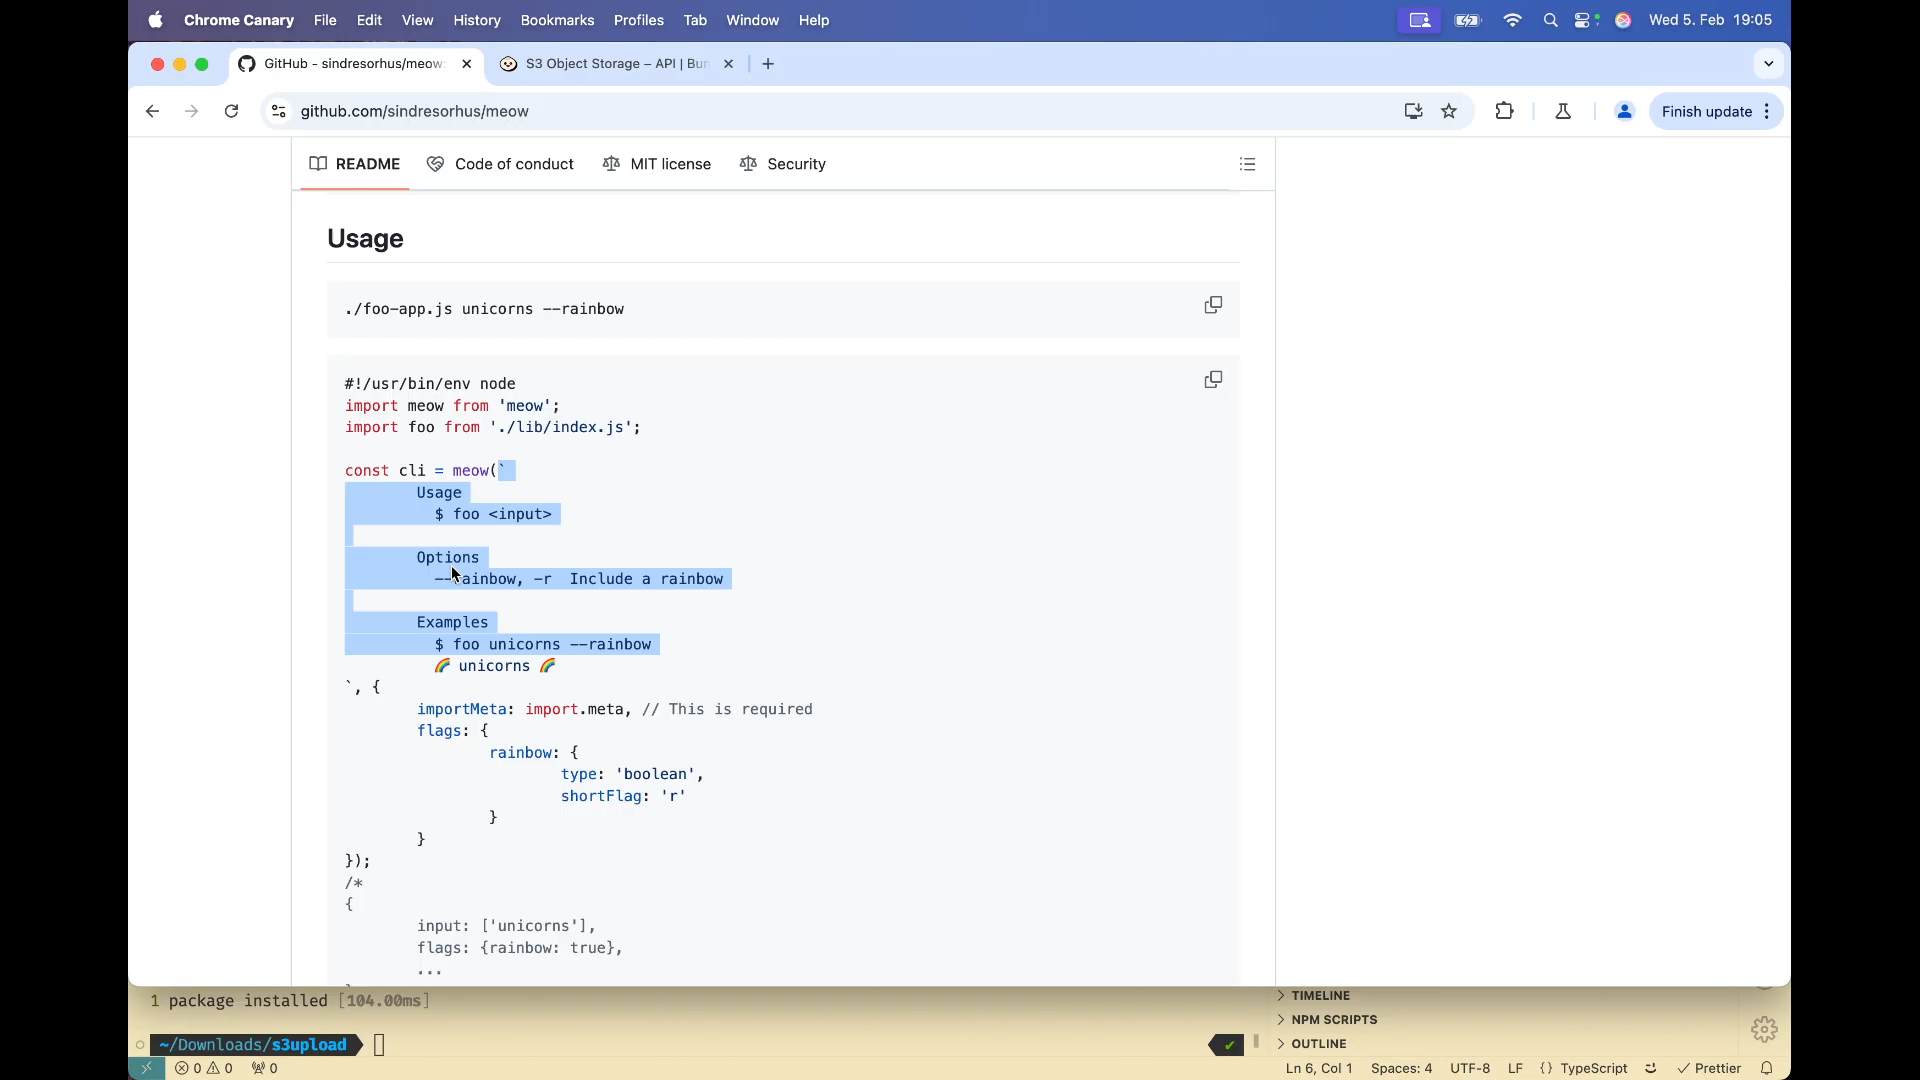 Chrome Canary File Edit View History Bookmarks Profiles Tab Window Help Wed 5. Feb 19:05
GitHub - sindresorhus/meow: S3 Object Storage – API | Bun
github.com/sindresorhus/meow Finish update
README Code of conduct MIT license Security
Usage
./foo-app.js unicorns --rainbow
#!/usr/bin/env node
import meow from 'meow';
import foo from './lib/index.js';
const cli = meow(`
Usage
$ foo <input>
Options
--rainbow, -r Include a rainbow
Examples
$ foo unicorns --rainbow
🌈 unicorns 🌈
`, {
importMeta: import.meta, // This is required
flags: {
rainbow: {
type: 'boolean',
shortFlag: 'r'
}
}
});
/*
{
input: ['unicorns'],
flags: {rainbow: true},
...
1 package installed [104.00ms]
TIMELINE
NPM SCRIPTS
~/Downloads/s3upload
OUTLINE
0 0 0 Ln 6, Col 1 Spaces: 4 UTF-8 LF {} TypeScript Prettier